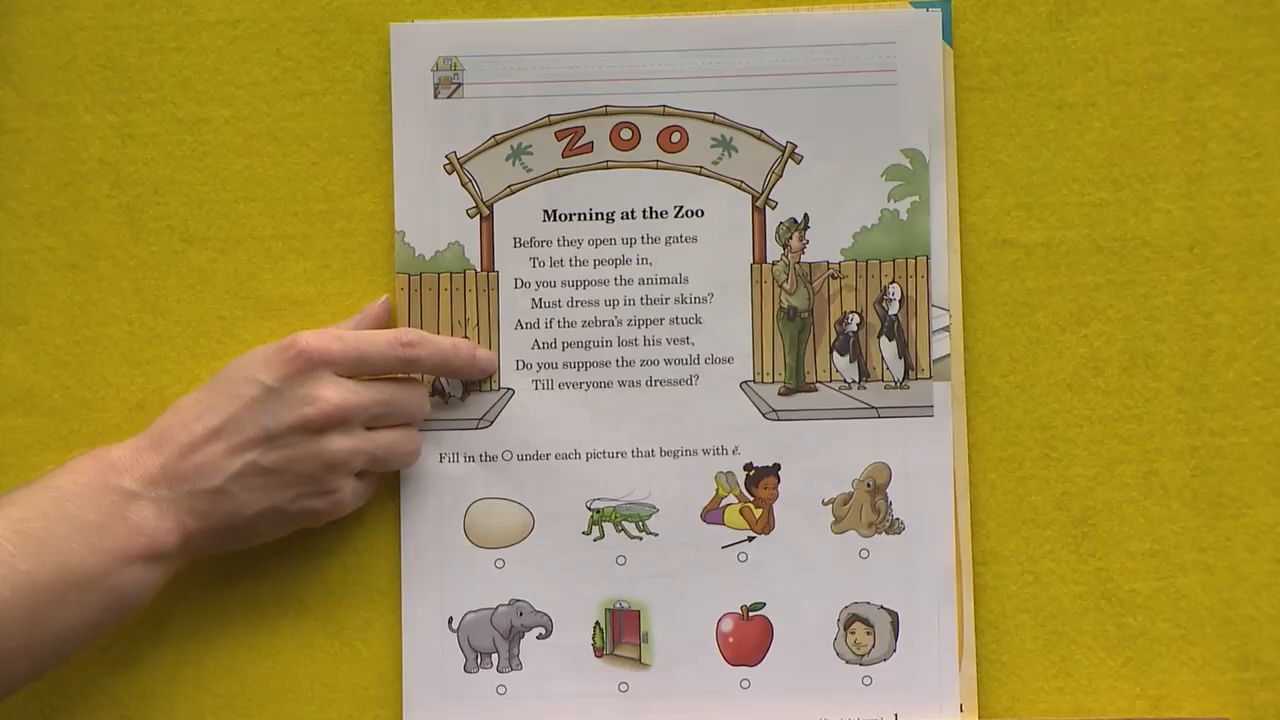 ZOO
Morning at the Zoo
Before they open up the gates
To let the people in,
Do you suppose the animals
Must dress up in their skins?
And if the zebra's zipper stuck
And penguin lost his vest,
Do you suppose the zoo would close
Till everyone was dressed?
Fill in the O under each picture that begins with ĕ.
1